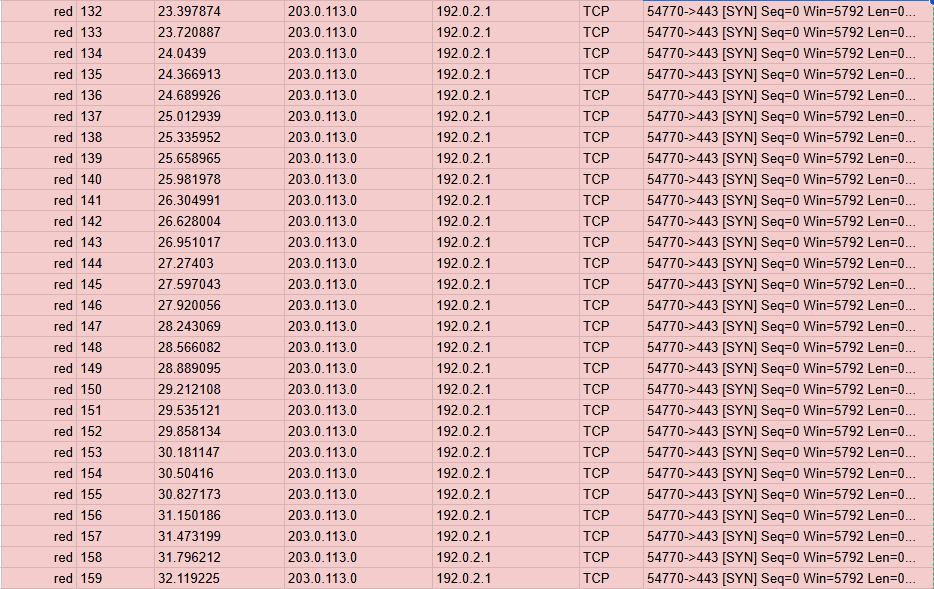 red 132 23.397874 203.0.113.0 192.0.2.1 TCP 54770->443 [SYN] Seq=0 Win=5792 Len=0...
red 133 23.720887 203.0.113.0 192.0.2.1 TCP 54770->443 [SYN] Seq=0 Win=5792 Len=0...
red 134 24.0439 203.0.113.0 192.0.2.1 TCP 54770->443 [SYN] Seq=0 Win=5792 Len=0...
red 135 24.366913 203.0.113.0 192.0.2.1 TCP 54770->443 [SYN] Seq=0 Win=5792 Len=0...
red 136 24.689926 203.0.113.0 192.0.2.1 TCP 54770->443 [SYN] Seq=0 Win=5792 Len=0...
red 137 25.012939 203.0.113.0 192.0.2.1 TCP 54770->443 [SYN] Seq=0 Win=5792 Len=0...
red 138 25.335952 203.0.113.0 192.0.2.1 TCP 54770->443 [SYN] Seq=0 Win=5792 Len=0...
red 139 25.658965 203.0.113.0 192.0.2.1 TCP 54770->443 [SYN] Seq=0 Win=5792 Len=0...
red 140 25.981978 203.0.113.0 192.0.2.1 TCP 54770->443 [SYN] Seq=0 Win=5792 Len=0...
red 141 26.304991 203.0.113.0 192.0.2.1 TCP 54770->443 [SYN] Seq=0 Win=5792 Len=0...
red 142 26.628004 203.0.113.0 192.0.2.1 TCP 54770->443 [SYN] Seq=0 Win=5792 Len=0...
red 143 26.951017 203.0.113.0 192.0.2.1 TCP 54770->443 [SYN] Seq=0 Win=5792 Len=0...
red 144 27.27403 203.0.113.0 192.0.2.1 TCP 54770->443 [SYN] Seq=0 Win=5792 Len=0...
red 145 27.597043 203.0.113.0 192.0.2.1 TCP 54770->443 [SYN] Seq=0 Win=5792 Len=0...
red 146 27.920056 203.0.113.0 192.0.2.1 TCP 54770->443 [SYN] Seq=0 Win=5792 Len=0...
red 147 28.243069 203.0.113.0 192.0.2.1 TCP 54770->443 [SYN] Seq=0 Win=5792 Len=0...
red 148 28.566082 203.0.113.0 192.0.2.1 TCP 54770->443 [SYN] Seq=0 Win=5792 Len=0...
red 149 28.889095 203.0.113.0 192.0.2.1 TCP 54770->443 [SYN] Seq=0 Win=5792 Len=0...
red 150 29.212108 203.0.113.0 192.0.2.1 TCP 54770->443 [SYN] Seq=0 Win=5792 Len=0...
red 151 29.535121 203.0.113.0 192.0.2.1 TCP 54770->443 [SYN] Seq=0 Win=5792 Len=0...
red 152 29.858134 203.0.113.0 192.0.2.1 TCP 54770->443 [SYN] Seq=0 Win=5792 Len=0...
red 153 30.181147 203.0.113.0 192.0.2.1 TCP 54770->443 [SYN] Seq=0 Win=5792 Len=0...
red 154 30.50416 203.0.113.0 192.0.2.1 TCP 54770->443 [SYN] Seq=0 Win=5792 Len=0...
red 155 30.827173 203.0.113.0 192.0.2.1 TCP 54770->443 [SYN] Seq=0 Win=5792 Len=0...
red 156 31.150186 203.0.113.0 192.0.2.1 TCP 54770->443 [SYN] Seq=0 Win=5792 Len=0...
red 157 31.473199 203.0.113.0 192.0.2.1 TCP 54770->443 [SYN] Seq=0 Win=5792 Len=0...
red 158 31.796212 203.0.113.0 192.0.2.1 TCP 54770->443 [SYN] Seq=0 Win=5792 Len=0...
red 159 32.119225 203.0.113.0 192.0.2.1 TCP 54770->443 [SYN] Seq=0 Win=5792 Len=0...